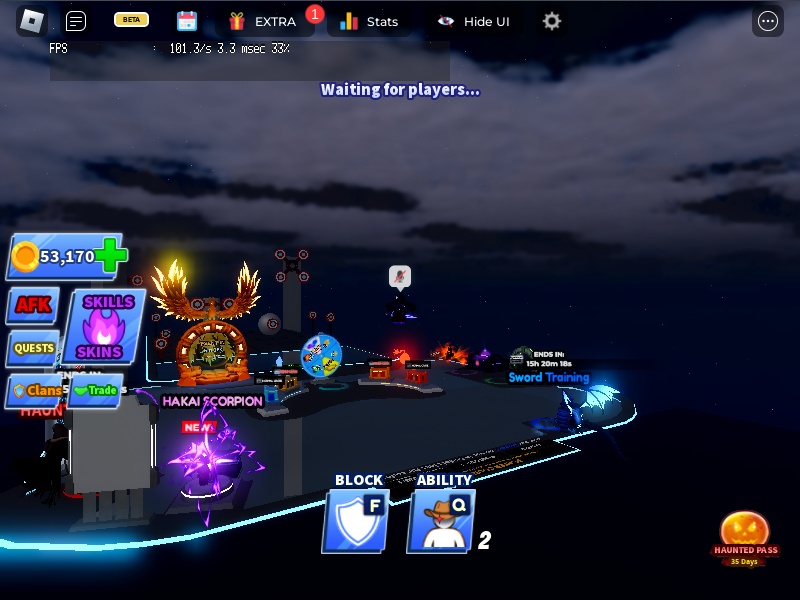 BETA
EXTRA
1
Stats
Hide UI
FPS : 101.3/s 3.3 msec 33%
Waiting for players...
53,170
AFK
SKILLS
SKINS
QUESTS
Clans
Trade
ENDS IN:
15h 20m 18s
Sword Training
HAKAI SCORPION
NEW
BLOCK
ABILITY
F
Q
2
HAUNTED PASS
35 Days